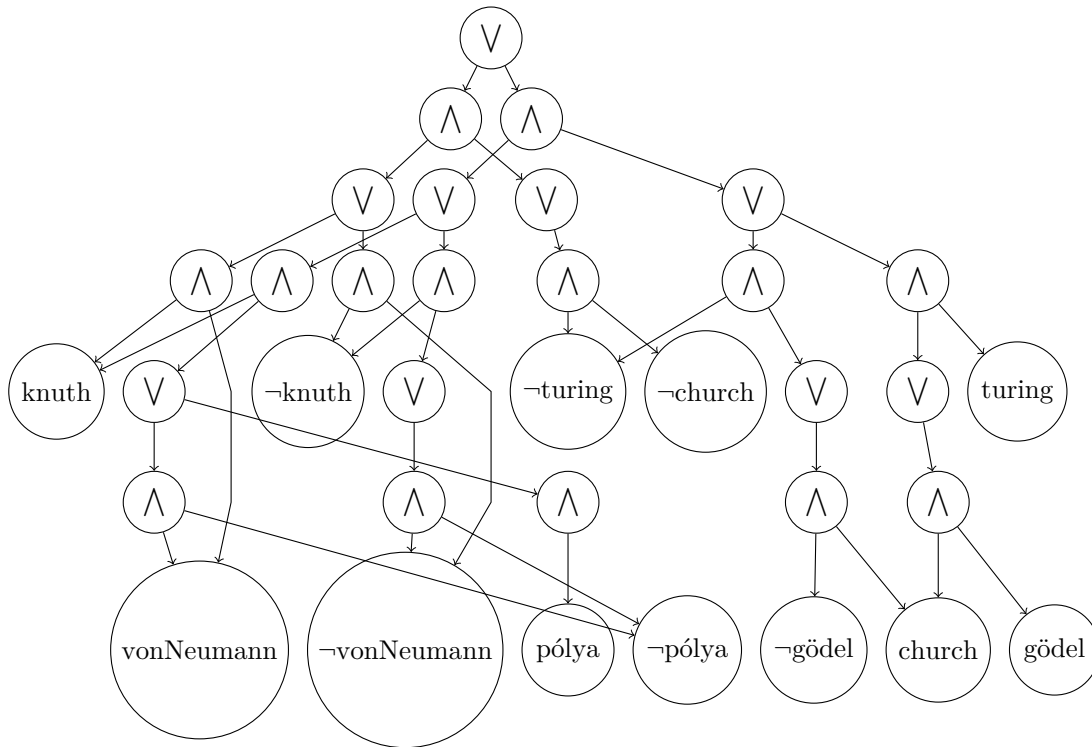 ⋁
⋀ ⋀
⋁ ⋁ ⋁ ⋁
⋀ ⋀ ⋀ ⋀ ⋀ ⋀ ⋀
knuth ⋁ ¬knuth ⋁ ¬turing ¬church ⋁ ⋁ turing
⋀ ⋀ ⋀ ⋀ ⋀
vonNeumann ¬vonNeumann pólya ¬pólya ¬gödel church gödel